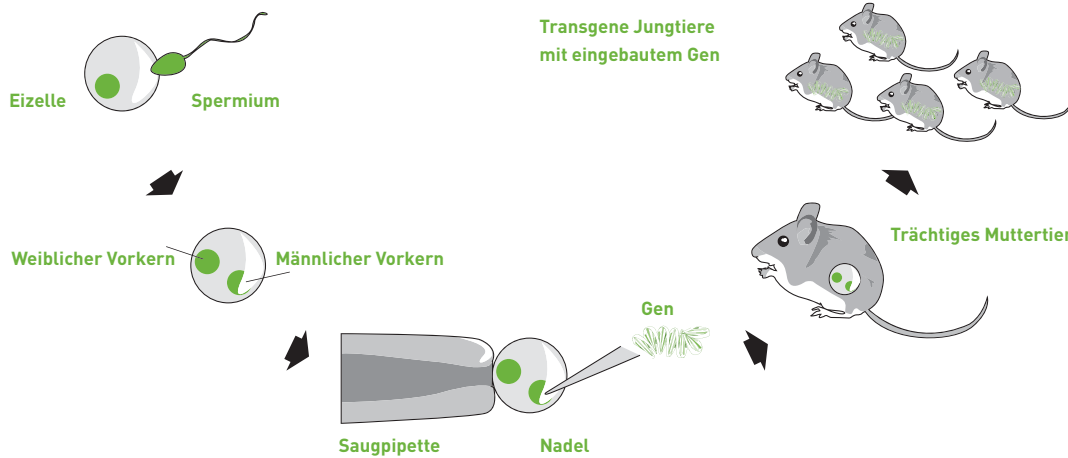 Transgene Jungtiere
mit eingebautem Gen
Eizelle
Spermium
Weiblicher Vorkern
Männlicher Vorkern
Trächtiges Muttertier
Gen
Saugpipette
Nadel